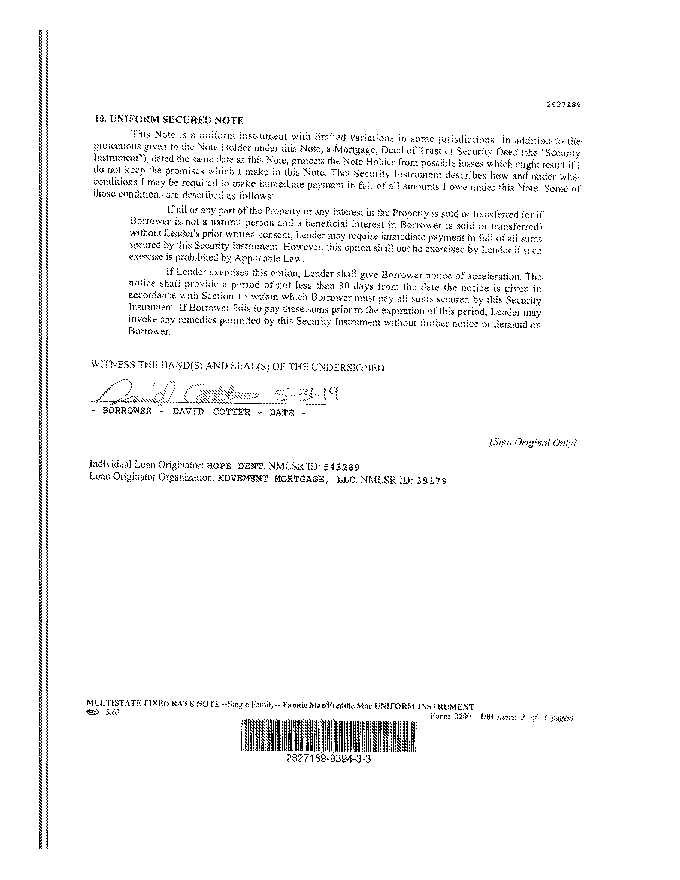 10. UNIFORM SECURED NOTE
This Note is a uniform instrument with limited variations in some jurisdictions. In addition to the
protections given to the Note Holder under this Note, a Mortgage, Deed of Trust or Security Deed (the "Security
Instrument"), dated the same date as this Note, protects the Note Holder from possible losses which might result if I
do not keep the promises which I make in this Note. That Security Instrument describes how and under what
conditions I may be required to make immediate payment in full of all amounts I owe under this Note. Some of
those conditions are described as follows:
If all or any part of the Property or any Interest in the Property is sold or transferred (or if
Borrower is not a natural person and a beneficial interest in Borrower is sold or transferred)
without Lender's prior written consent, Lender may require immediate payment in full of all sums
secured by this Security Instrument. However, this option shall not be exercised by Lender if such
exercise is prohibited by Applicable Law.
If Lender exercises this option, Lender shall give Borrower notice of acceleration. The
notice shall provide a period of not less than 30 days from the date the notice is given in
accordance with Section 15 within which Borrower must pay all sums secured by this Security
Instrument. If Borrower fails to pay these sums prior to the expiration of this period, Lender may
invoke any remedies permitted by this Security Instrument without further notice or demand on
Borrower.
WITNESS THE HAND(S) AND SEAL(S) OF THE UNDERSIGNED
- BORROWER - DAVID COTTER - DATE -
[Sign Original Only]
Individual Loan Originator: HOPE DENT, NMLSR ID:
Loan Originator Organization: MOVEMENT MORTGAGE, LLC, NMLSR ID: 39179
MULTISTATE FIXED RATE NOTE --Single Family -- Fannie Mae/Freddie Mac UNIFORM INSTRUMENT
Form 3200 1/01 (page 3 of 3 pages)